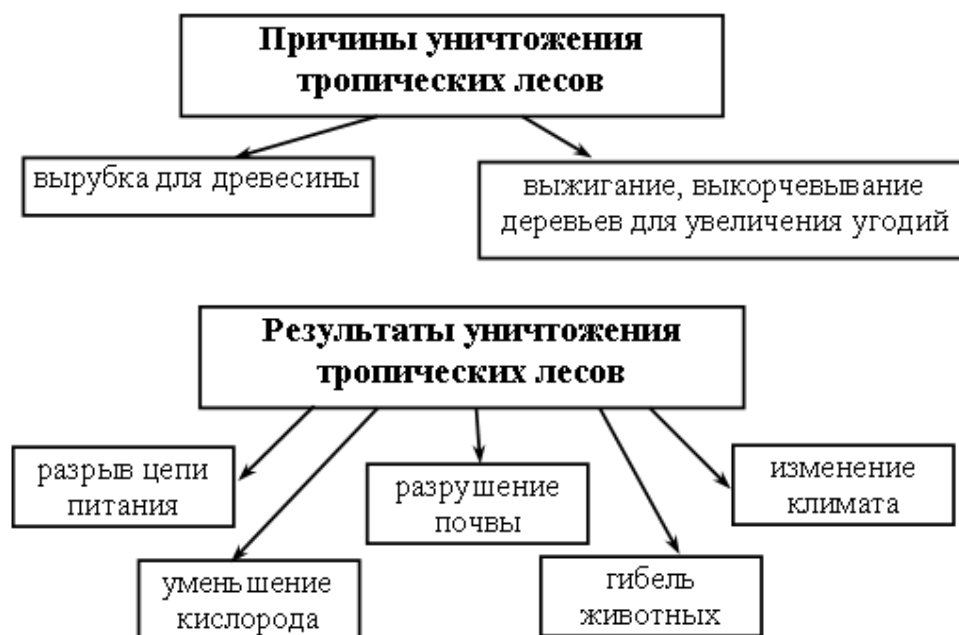 Причины уничтожения
тропических лесов
вырубка для древесины
выжигание, выкорчевывание
деревьев для увеличения угодий
Результаты уничтожения
тропических лесов
разрыв цепи
питания
уменьшение
кислорода
разрушение
почвы
гибель
животных
изменение
климата